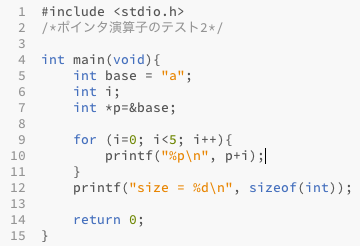 1 #include <stdio.h>
2 /*ポインタ演算子のテスト2*/
3
4 int main(void){
5     int base = "a";
6     int i;
7     int *p=&base;
8
9     for (i=0; i<5; i++){
10         printf("%p\n", p+i);
11     }
12     printf("size = %d\n", sizeof(int));
13
14     return 0;
15 }